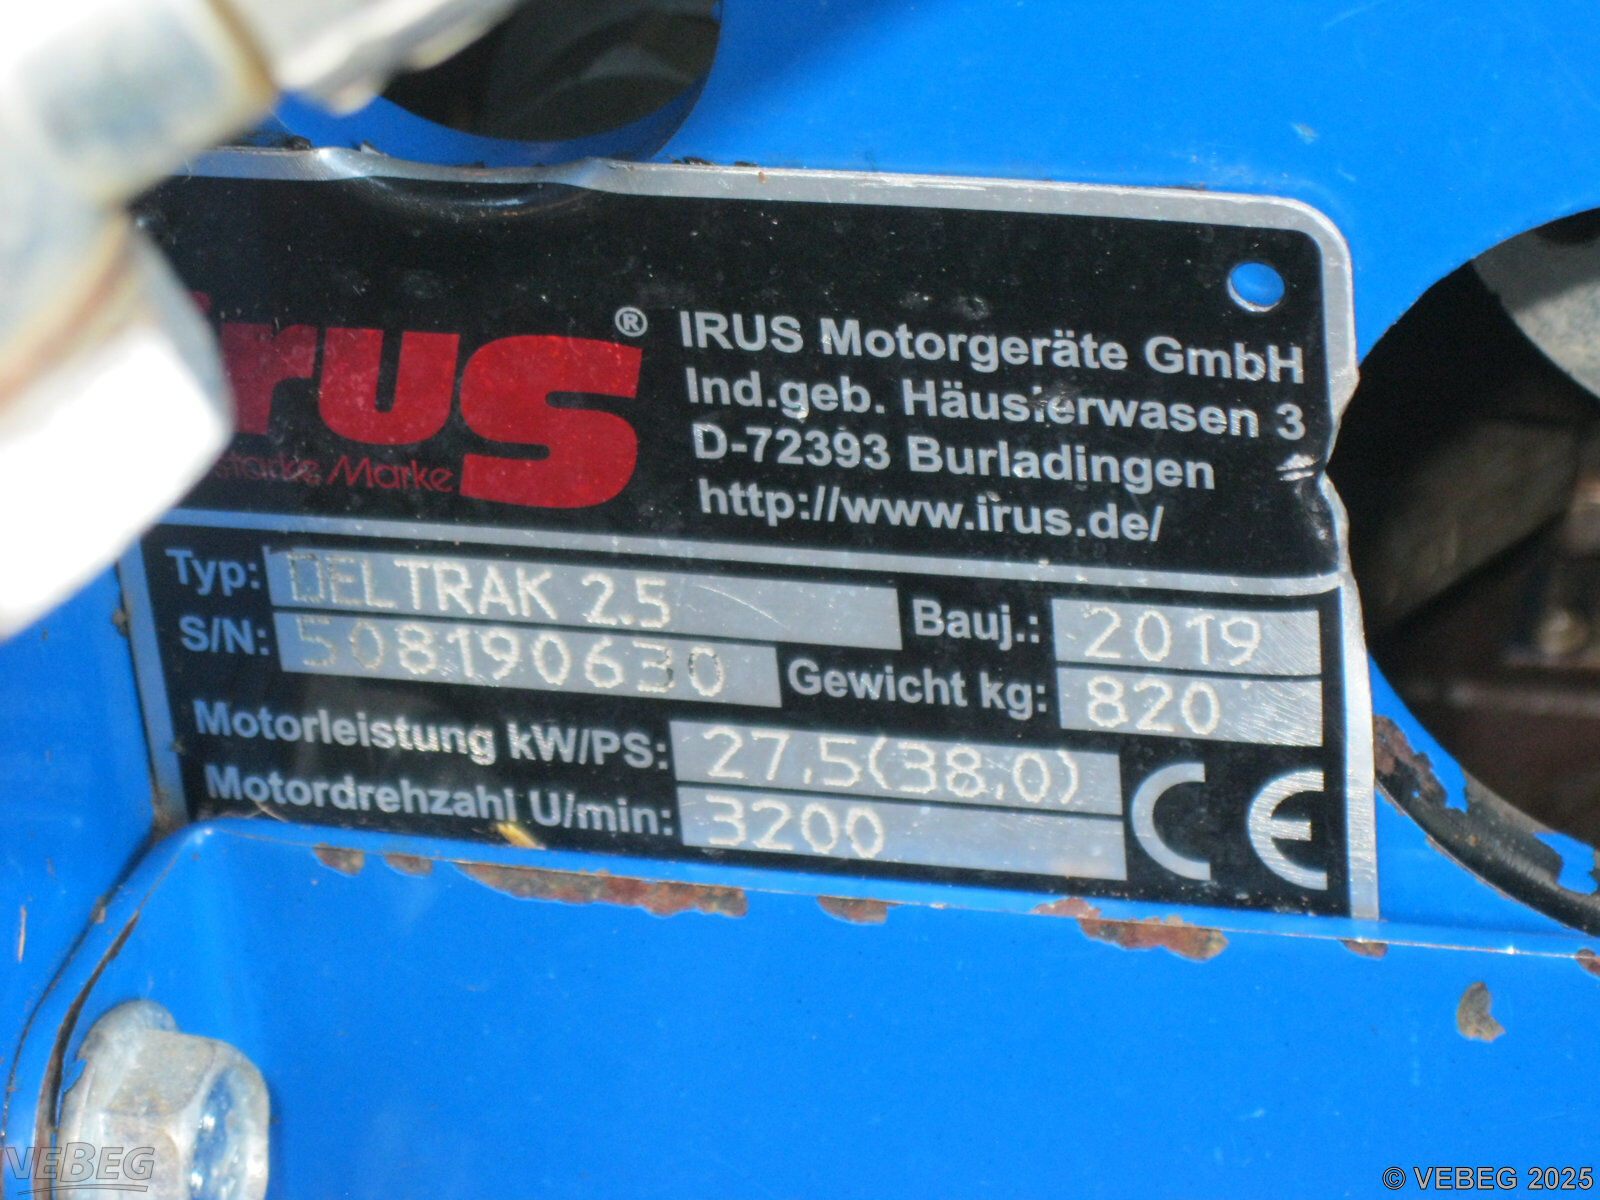 irus®
starke Marke
IRUS Motorgeräte GmbH
Ind.geb. Häuslerwasen 3
D-72393 Burladingen
http://www.irus.de/
Typ: DELTRAK 2.5
Bauj.: 2019
S/N: 508190630
Gewicht kg: 820
Motorleistung kW/PS: 27,5(38,0)
Motordrehzahl U/min: 3200
CE
VEBEG
© VEBEG 2025